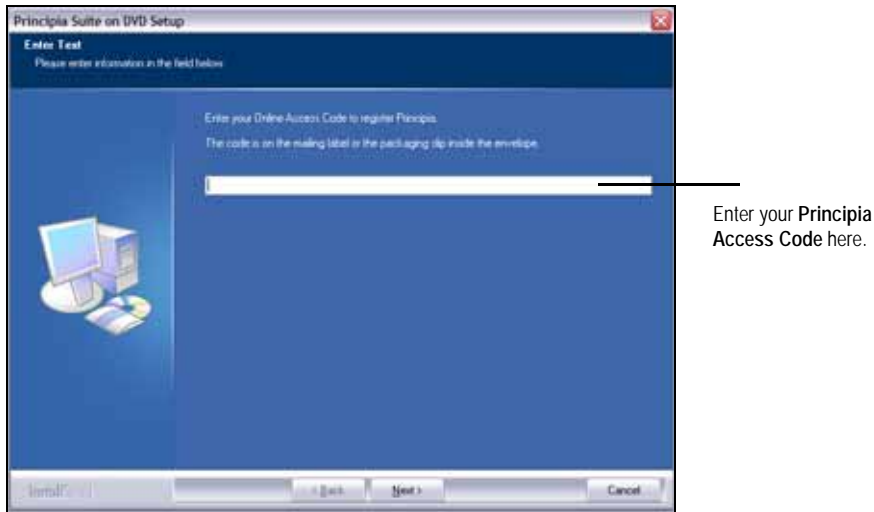 Principia Suite on DVD Setup
Enter Text
Please enter information in the field below
Enter your Online Access Code to register Principia.
The code is on the mailing label or the packaging slip inside the envelope.
Enter your Principia
Access Code here.
< Back
Next >
Cancel